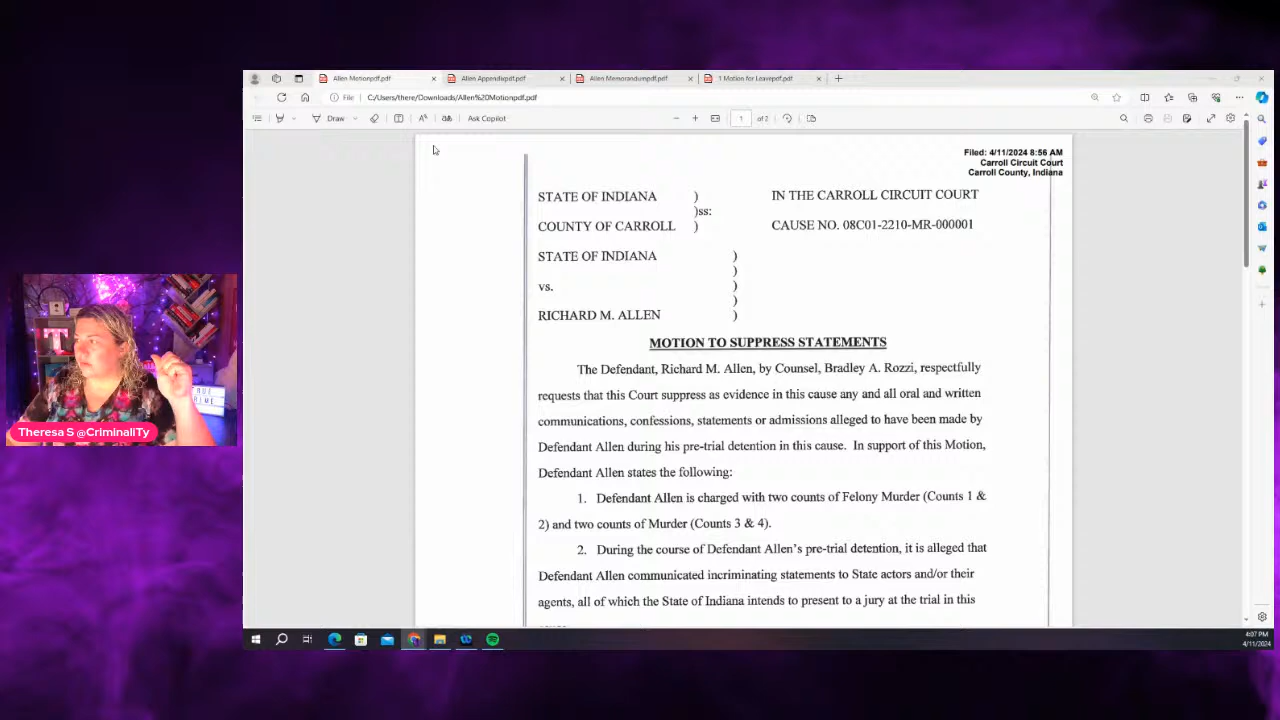 Allen Motionpdf.pdf
Allen Appendixpdf.pdf
Allen Memorandumpdf.pdf
1 Motion for Leavepdf.pdf
File
C:/Users/there/Downloads/Allen%20Motionpdf.pdf
Draw
Ask Copilot
1 of 2
Filed: 4/11/2024 8:56 AM
Carroll Circuit Court
Carroll County, Indiana
STATE OF INDIANA ) IN THE CARROLL CIRCUIT COURT
)ss:
COUNTY OF CARROLL ) CAUSE NO. 08C01-2210-MR-000001
STATE OF INDIANA )
)
vs. )
)
RICHARD M. ALLEN )
MOTION TO SUPPRESS STATEMENTS
The Defendant, Richard M. Allen, by Counsel, Bradley A. Rozzi, respectfully
requests that this Court suppress as evidence in this cause any and all oral and written
communications, confessions, statements or admissions alleged to have been made by
Defendant Allen during his pre-trial detention in this cause. In support of this Motion,
Defendant Allen states the following:
1. Defendant Allen is charged with two counts of Felony Murder (Counts 1 &
2) and two counts of Murder (Counts 3 & 4).
2. During the course of Defendant Allen's pre-trial detention, it is alleged that
Defendant Allen communicated incriminating statements to State actors and/or their
agents, all of which the State of Indiana intends to present to a jury at the trial in this
T
TRUE
CRIME
Theresa S @CriminaliTy
4:07 PM
4/11/2024